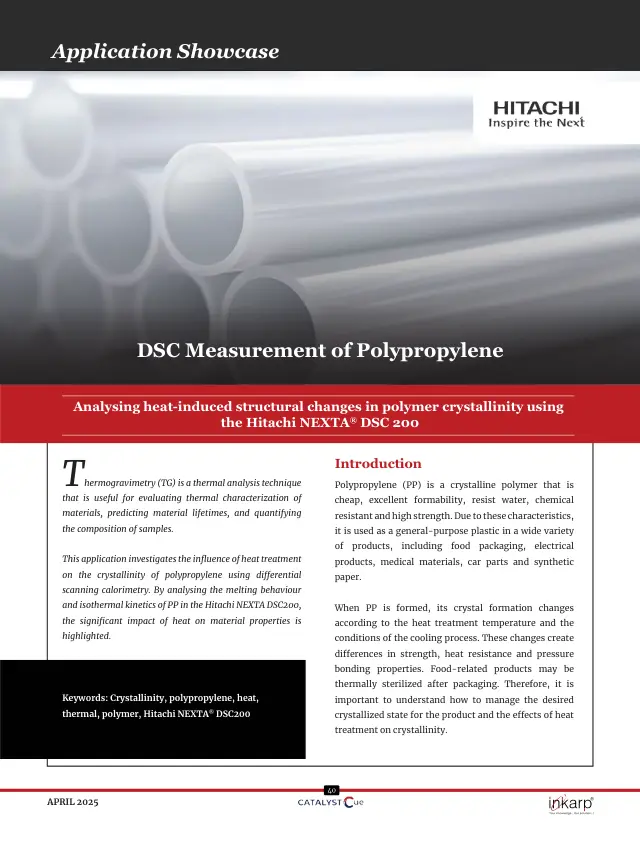 Application Showcase
HITACHI
Inspire the Next
DSC Measurement of Polypropylene
Analysing heat-induced structural changes in polymer crystallinity using
the Hitachi NEXTA® DSC 200
Thermogravimetry (TG) is a thermal analysis technique
that is useful for evaluating thermal characterization of
materials, predicting material lifetimes, and quantifying
the composition of samples.
This application investigates the influence of heat treatment
on the crystallinity of polypropylene using differential
scanning calorimetry. By analysing the melting behaviour
and isothermal kinetics of PP in the Hitachi NEXTA DSC200,
the significant impact of heat on material properties is
highlighted.
Keywords: Crystallinity, polypropylene, heat,
thermal, polymer, Hitachi NEXTA® DSC200
Introduction
Polypropylene (PP) is a crystalline polymer that is
cheap, excellent formability, resist water, chemical
resistant and high strength. Due to these characteristics,
it is used as a general-purpose plastic in a wide variety
of products, including food packaging, electrical
products, medical materials, car parts and synthetic
paper.
When PP is formed, its crystal formation changes
according to the heat treatment temperature and the
conditions of the cooling process. These changes create
differences in strength, heat resistance and pressure
bonding properties. Food-related products may be
thermally sterilized after packaging. Therefore, it is
important to understand how to manage the desired
crystallized state for the product and the effects of heat
treatment on crystallinity.
APRIL 2025
40
CATALYST Cue
inkarp®